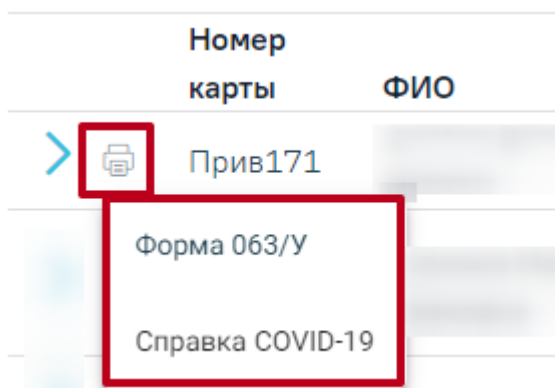 Номер
карты
ФИО
Прив171
Форма 063/У
Справка COVID-19